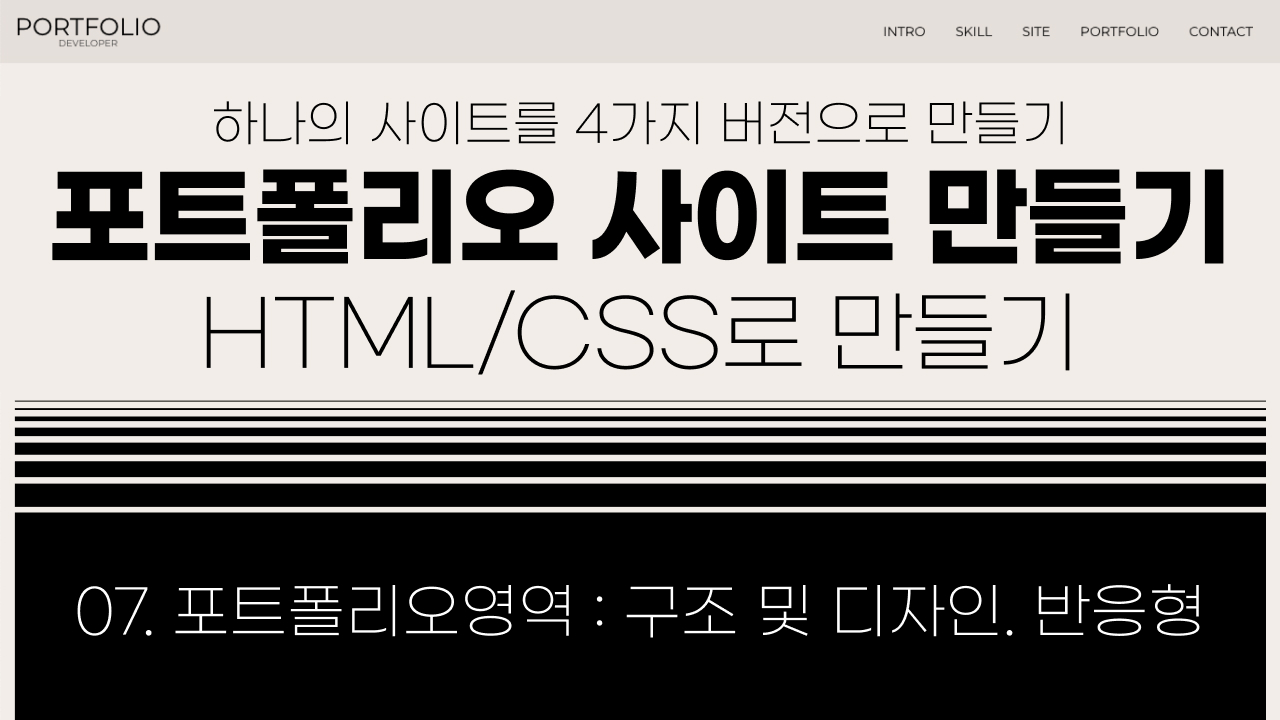 PORTFOLIO
DEVELOPER
INTRO SKILL SITE PORTFOLIO CONTACT
하나의 사이트를 4가지 버전으로 만들기
포트폴리오 사이트 만들기
HTML/CSS로 만들기
07. 포트폴리오영역 : 구조 및 디자인. 반응형